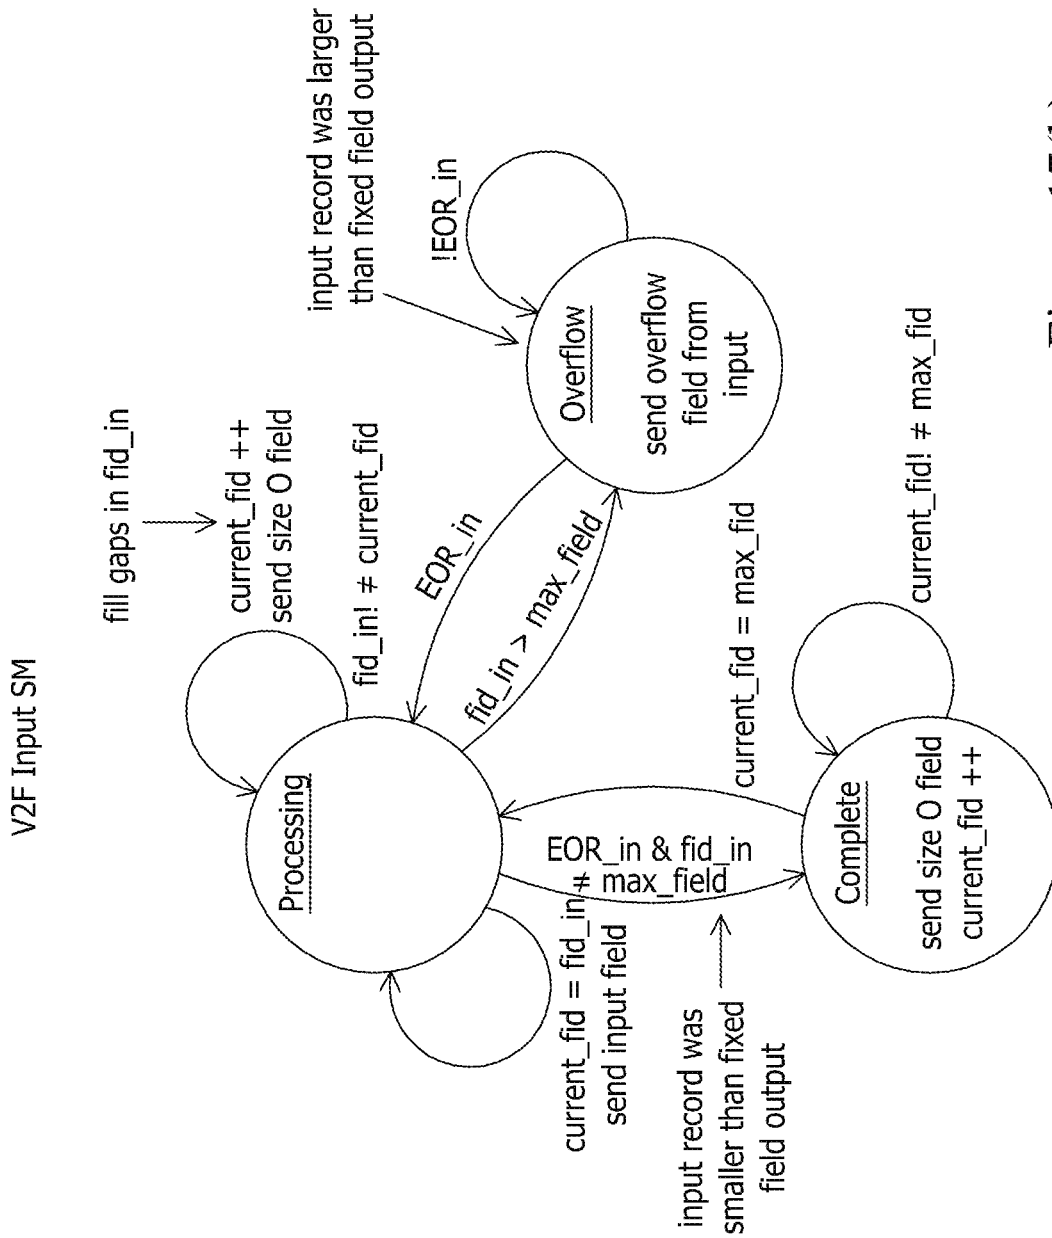 V2F Input SM
fill gaps in fid_in
current_fid ++
send size O field
fid_in! ≠ current_fid
input record was larger
than fixed field output
!EOR_in
Processing
EOR_in
fid_in > max_field
Overflow
send overflow
field from
input
current_fid = fid_in
send input field
EOR_in & fid_in
≠ max_field
current_fid = max_fid
input record was
smaller than fixed
field output
Complete
send size O field
current_fid ++
current_fid! ≠ max_fid